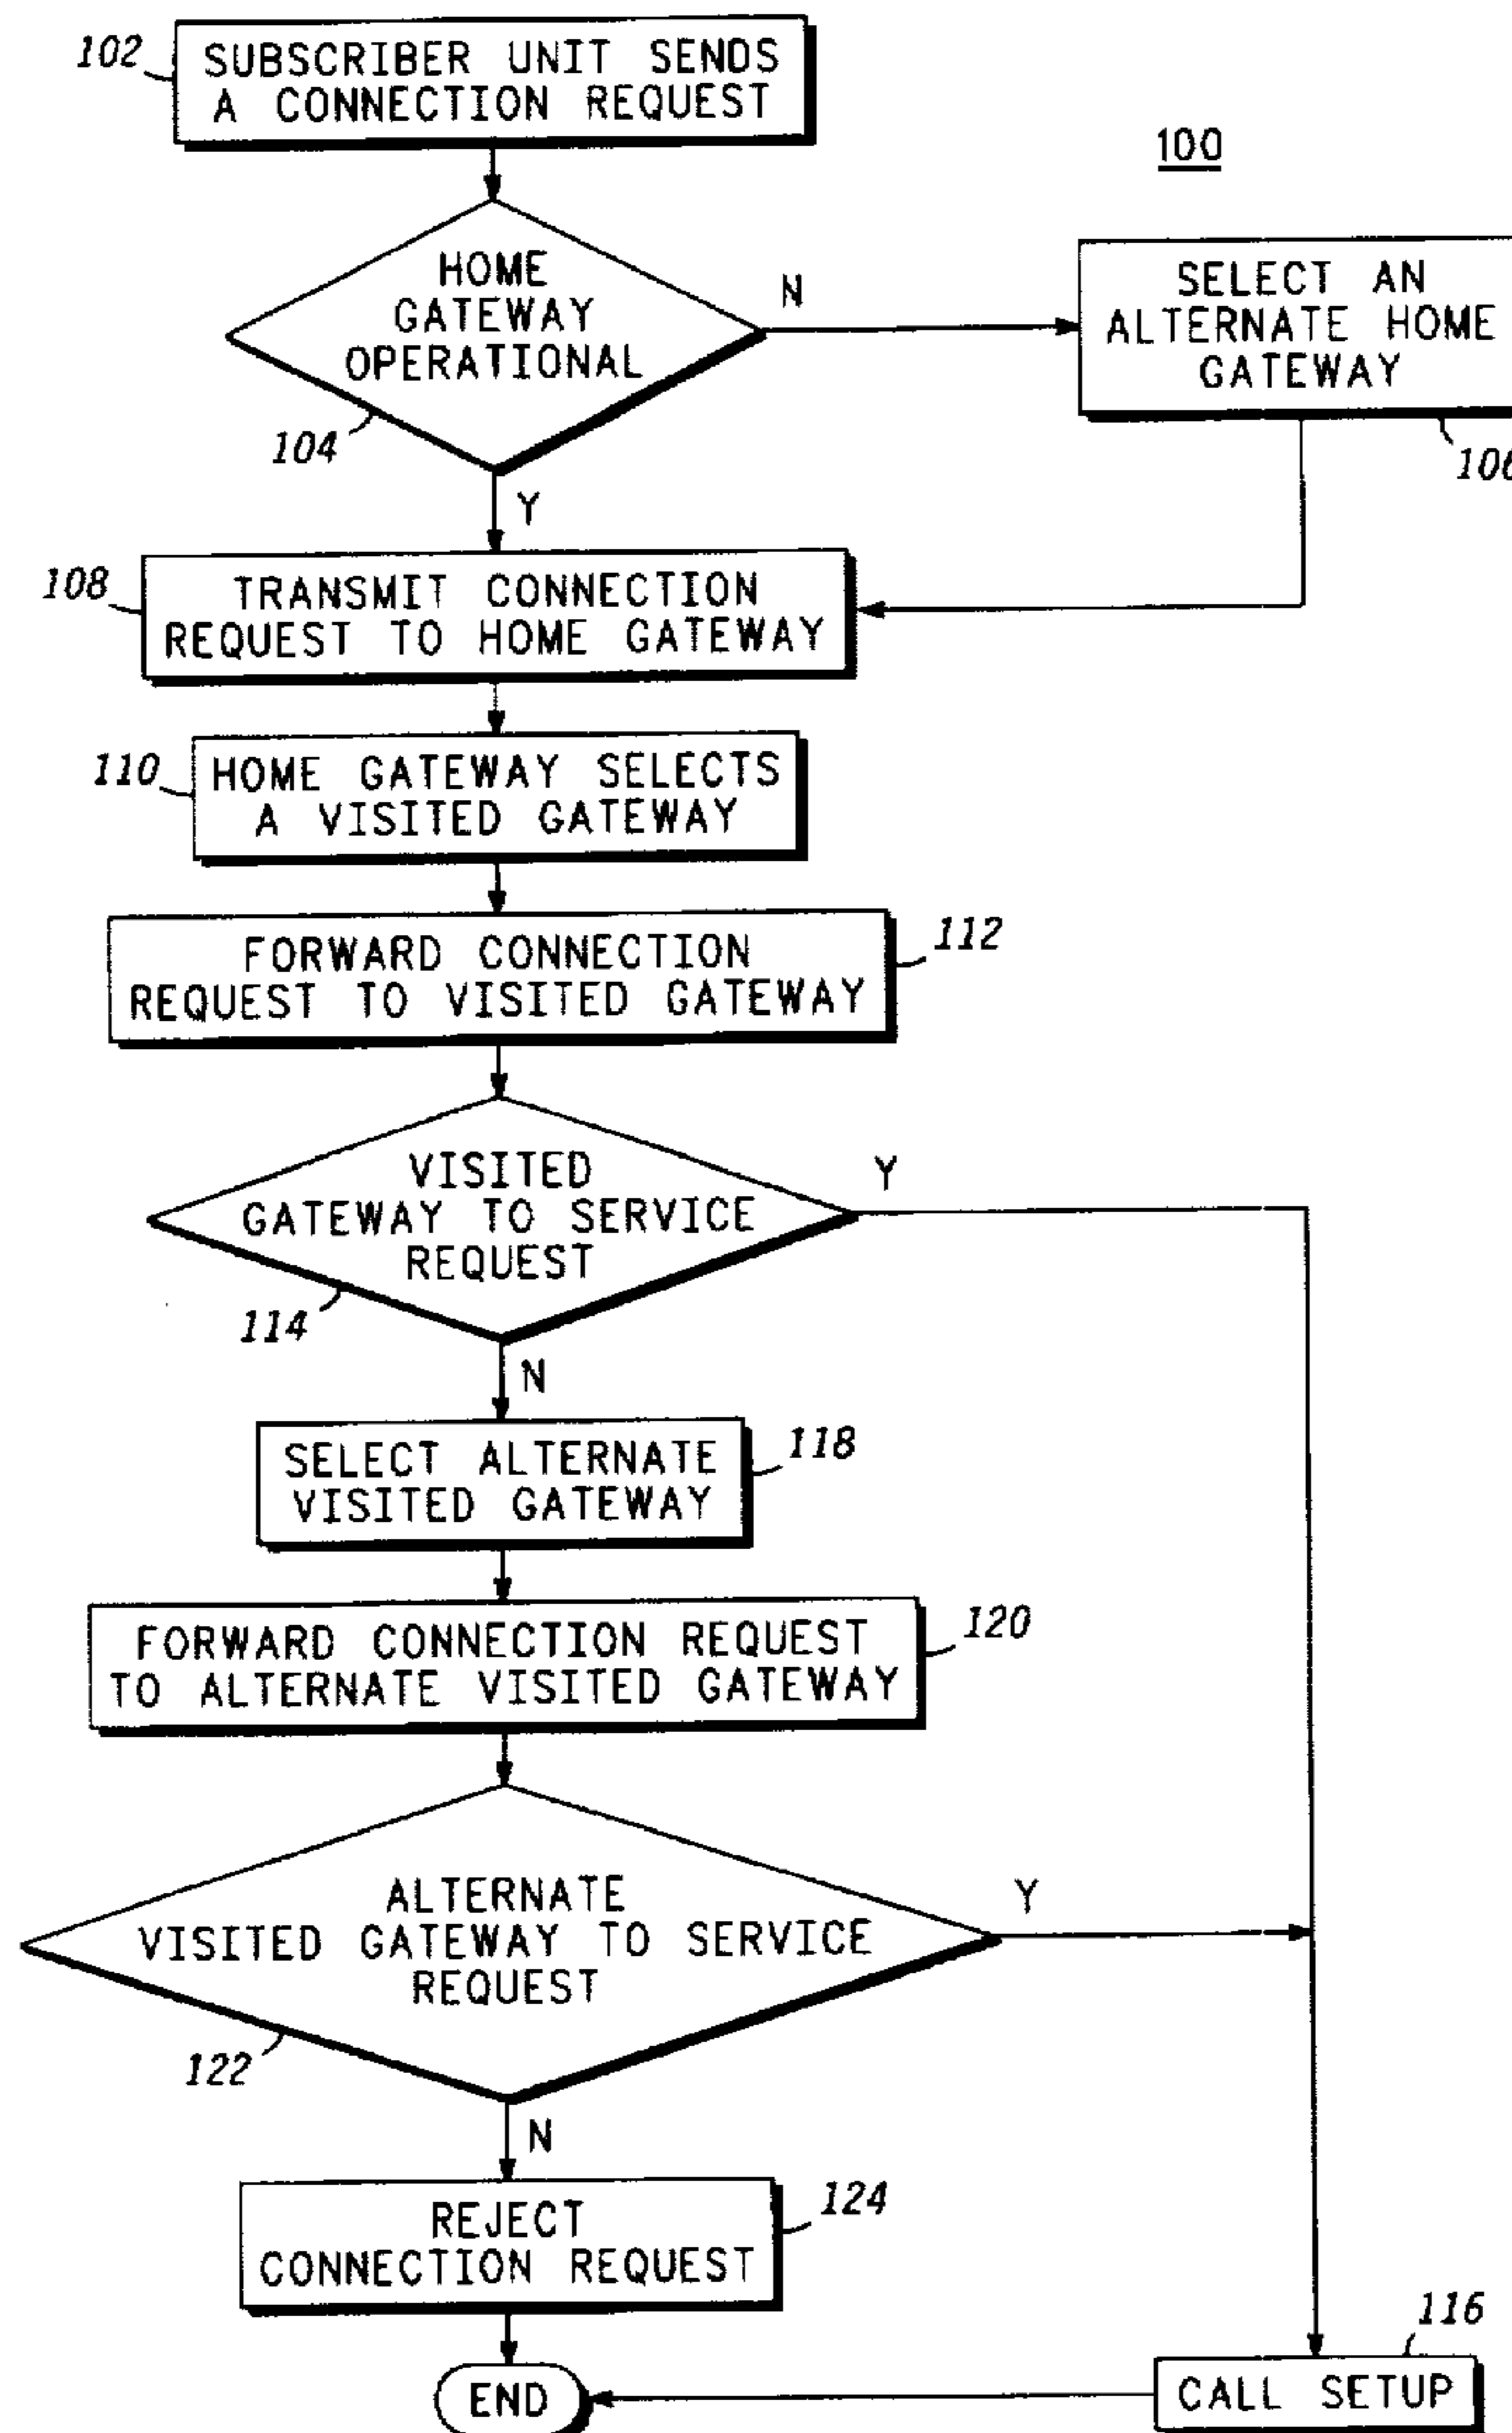 102
SUBSCRIBER UNIT SENDS
A CONNECTION REQUEST
100
HOME
GATEWAY
OPERATIONAL
104
N
Y
SELECT AN
ALTERNATE HOME
GATEWAY
106
108
TRANSMIT CONNECTION
REQUEST TO HOME GATEWAY
110
HOME GATEWAY SELECTS
A VISITED GATEWAY
FORWARD CONNECTION
REQUEST TO VISITED GATEWAY
112
VISITED
GATEWAY TO SERVICE
REQUEST
114
Y
N
SELECT ALTERNATE
VISITED GATEWAY
118
FORWARD CONNECTION REQUEST
TO ALTERNATE VISITED GATEWAY
120
ALTERNATE
VISITED GATEWAY TO SERVICE
REQUEST
122
Y
N
REJECT
CONNECTION REQUEST
124
116
CALL SETUP
END